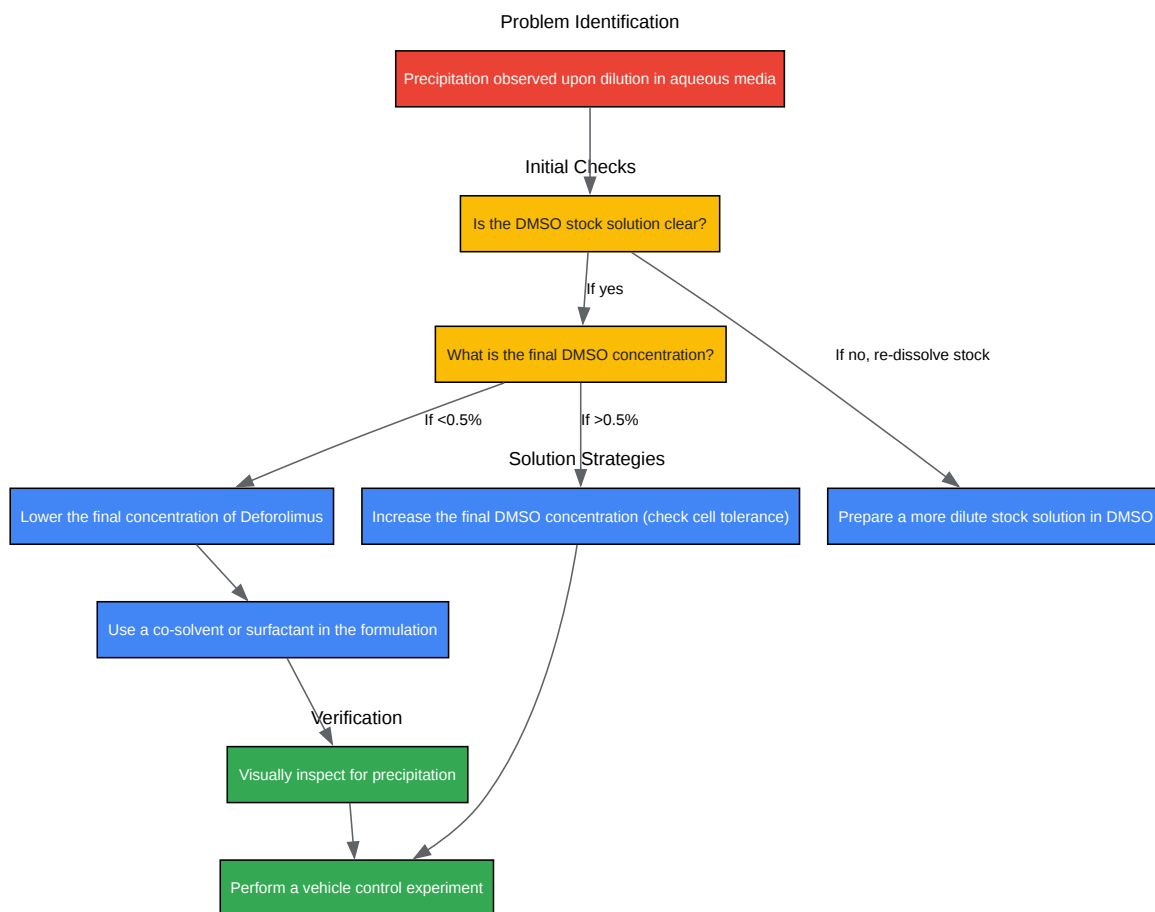 Problem Identification
Precipitation observed upon dilution in aqueous media
Initial Checks
Is the DMSO stock solution clear?
If yes
What is the final DMSO concentration?
If no, re-dissolve stock
If <0.5%
If >0.5%
Solution Strategies
Lower the final concentration of Deforolimus
Increase the final DMSO concentration (check cell tolerance)
Prepare a more dilute stock solution in DMSO
Use a co-solvent or surfactant in the formulation
Verification
Visually inspect for precipitation
Perform a vehicle control experiment